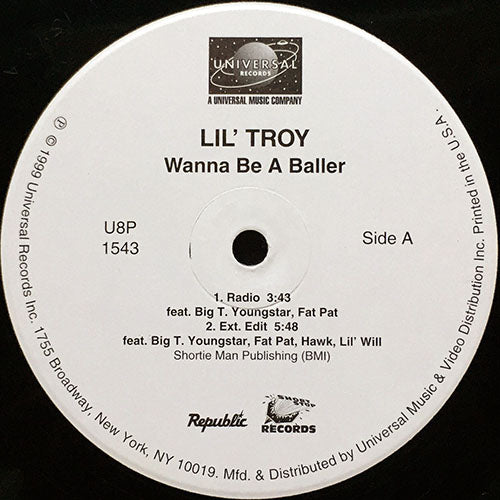 UNIVERSAL
RECORDS
A UNIVERSAL MUSIC COMPANY
LIL' TROY
Wanna Be A Baller
U8P
1543
Side A
1. Radio 3:43
feat. Big T. Youngstar, Fat Pat
2. Ext. Edit 5:48
feat. Big T. Youngstar, Fat Pat, Hawk, Lil' Will
Shortie Man Publishing (BMI)
Republic
SHORT STOP
RECORDS
℗ © 1999 Universal Records Inc. 1755 Broadway, New York, NY 10019. Mfd. & Distributed by Universal Music & Video Distribution Inc. Printed in the U.S.A.